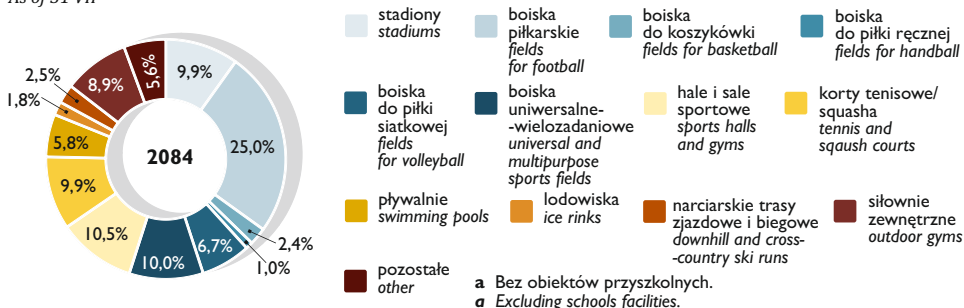 As of 31 VII
5,6%
9,9%
25,0%
2,4%
1,0%
6,7%
10,0%
10,5%
9,9%
5,8%
1,8%
2,5%
8,9%
2084
stadiony
stadiums
boiska
piłkarskie
fields
for football
boiska
do koszykówki
fields for basketball
boiska
do piłki ręcznej
fields for handball
boiska
do piłki
siatkowej
fields
for volleyball
boiska
uniwersalne-
-wielozadaniowe
universal and
multipurpose
sports fields
hale i sale
sportowe
sports halls
and gyms
korty tenisowe/
squasha
tennis and
sqaush courts
pływalnie
swimming pools
lodowiska
ice rinks
narciarskie trasy
zjazdowe i biegowe
downhill and cross-
-country ski runs
siłownie
zewnętrzne
outdoor gyms
pozostałe
other
a Bez obiektów przyszkolnych.
a Excluding schools facilities.